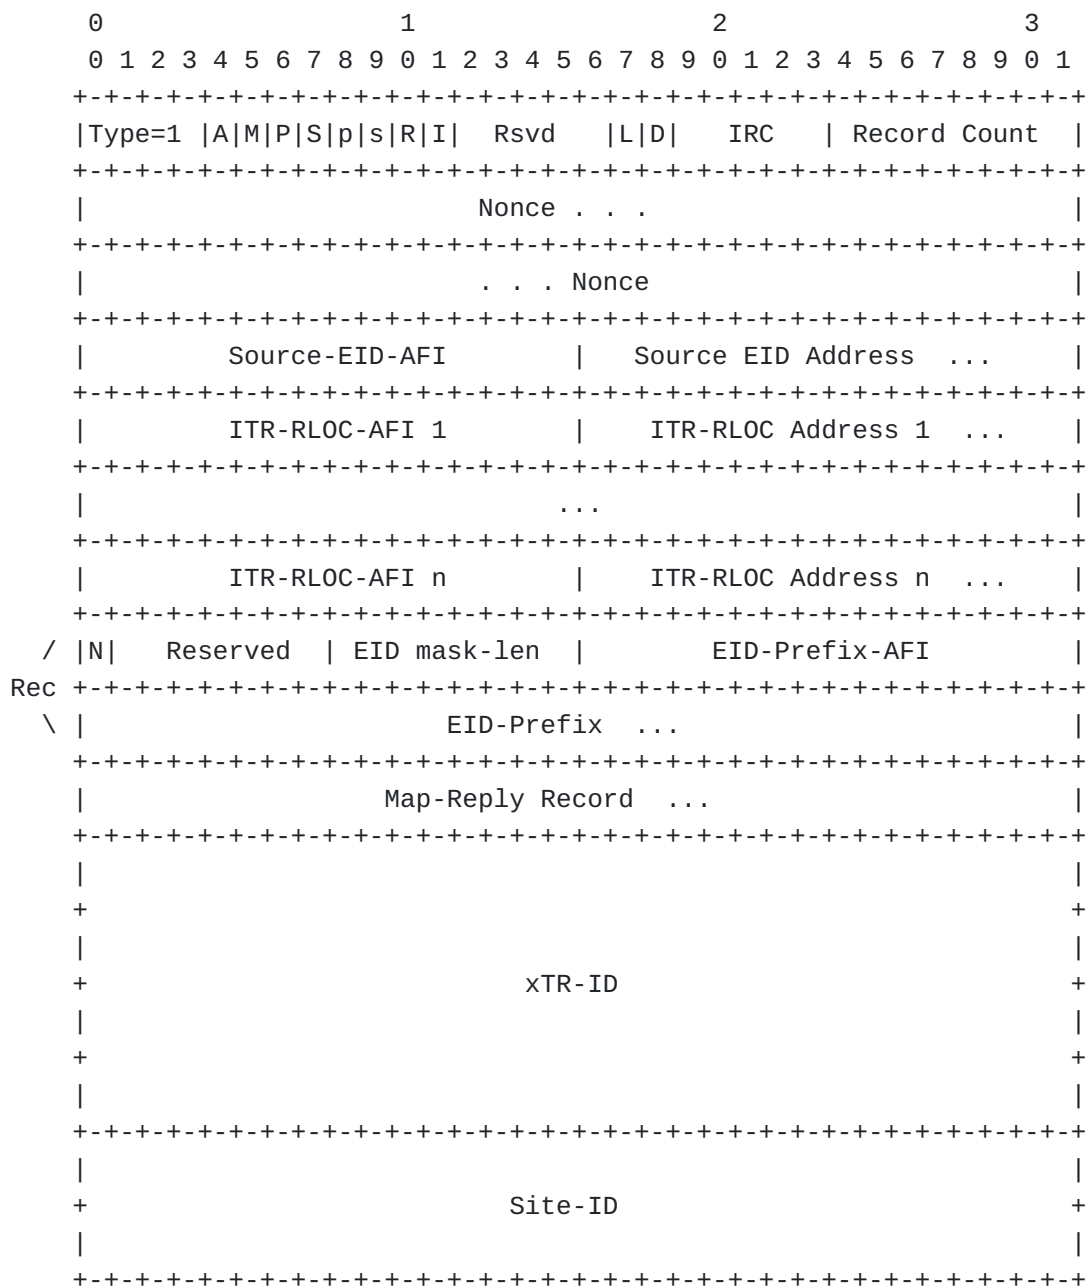 0                   1                   2                   3
     0 1 2 3 4 5 6 7 8 9 0 1 2 3 4 5 6 7 8 9 0 1 2 3 4 5 6 7 8 9 0 1
    +-+-+-+-+-+-+-+-+-+-+-+-+-+-+-+-+-+-+-+-+-+-+-+-+-+-+-+-+-+-+-+-+
    |Type=1 |A|M|P|S|p|s|R|I|  Rsvd   |L|D|   IRC   | Record Count  |
    +-+-+-+-+-+-+-+-+-+-+-+-+-+-+-+-+-+-+-+-+-+-+-+-+-+-+-+-+-+-+-+-+
    |                         Nonce . . .                           |
    +-+-+-+-+-+-+-+-+-+-+-+-+-+-+-+-+-+-+-+-+-+-+-+-+-+-+-+-+-+-+-+-+
    |                         . . . Nonce                           |
    +-+-+-+-+-+-+-+-+-+-+-+-+-+-+-+-+-+-+-+-+-+-+-+-+-+-+-+-+-+-+-+-+
    |         Source-EID-AFI        |   Source EID Address  ...     |
    +-+-+-+-+-+-+-+-+-+-+-+-+-+-+-+-+-+-+-+-+-+-+-+-+-+-+-+-+-+-+-+-+
    |         ITR-RLOC-AFI 1        |    ITR-RLOC Address 1  ...    |
    +-+-+-+-+-+-+-+-+-+-+-+-+-+-+-+-+-+-+-+-+-+-+-+-+-+-+-+-+-+-+-+-+
    |                              ...                              |
    +-+-+-+-+-+-+-+-+-+-+-+-+-+-+-+-+-+-+-+-+-+-+-+-+-+-+-+-+-+-+-+-+
    |         ITR-RLOC-AFI n        |    ITR-RLOC Address n  ...    |
    +-+-+-+-+-+-+-+-+-+-+-+-+-+-+-+-+-+-+-+-+-+-+-+-+-+-+-+-+-+-+-+-+
  / |N|   Reserved  | EID mask-len  |        EID-Prefix-AFI         |
Rec +-+-+-+-+-+-+-+-+-+-+-+-+-+-+-+-+-+-+-+-+-+-+-+-+-+-+-+-+-+-+-+-+
  \ |                       EID-Prefix  ...                         |
    +-+-+-+-+-+-+-+-+-+-+-+-+-+-+-+-+-+-+-+-+-+-+-+-+-+-+-+-+-+-+-+-+
    |                   Map-Reply Record  ...                       |
    +-+-+-+-+-+-+-+-+-+-+-+-+-+-+-+-+-+-+-+-+-+-+-+-+-+-+-+-+-+-+-+-+
    |                                                               |
    +                                                               +
    |                                                               |
    +                            xTR-ID                             +
    |                                                               |
    +                                                               +
    |                                                               |
    +-+-+-+-+-+-+-+-+-+-+-+-+-+-+-+-+-+-+-+-+-+-+-+-+-+-+-+-+-+-+-+-+
    |                                                               |
    +                           Site-ID                             +
    |                                                               |
    +-+-+-+-+-+-+-+-+-+-+-+-+-+-+-+-+-+-+-+-+-+-+-+-+-+-+-+-+-+-+-+-+